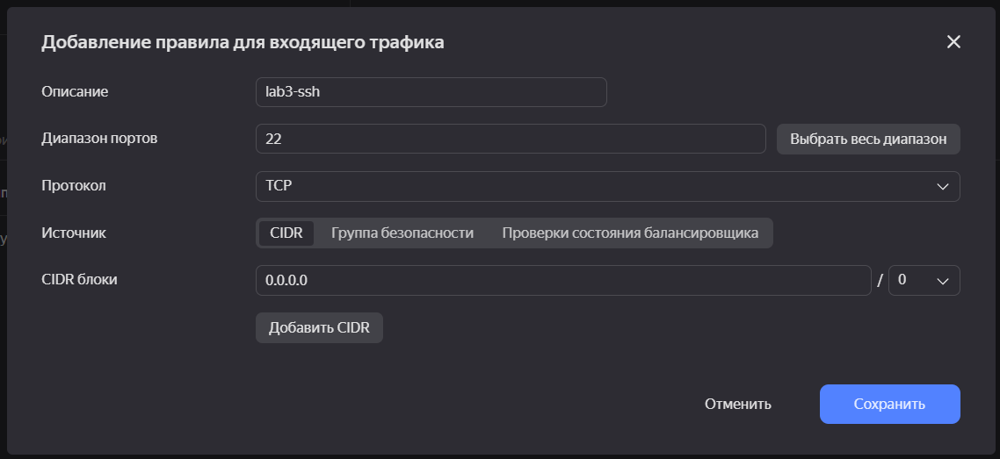 Добавление правила для входящего трафика
Описание lab3-ssh
Диапазон портов 22 Выбрать весь диапазон
Протокол TCP
Источник CIDR Группа безопасности Проверки состояния балансировщика
CIDR блоки 0.0.0.0 / 0
Добавить CIDR
Отменить Сохранить